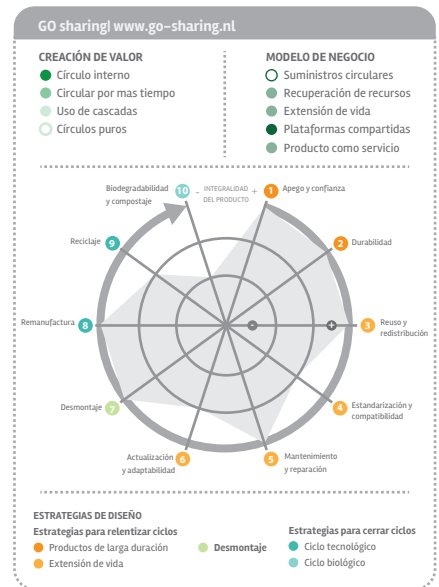 GO sharing| www.go-sharing.nl
CREACIÓN DE VALOR
Círculo interno
Circular por mas tiempo
Uso de cascadas
Círculos puros
MODELO DE NEGOCIO
Suministros circulares
Recuperación de recursos
Extensión de vida
Plataformas compartidas
Producto como servicio
Biodegradabilidad
y compostaje
10
- INTEGRALIDAD +
DEL PRODUCTO
1 Apego y confianza
Reciclaje 9
2 Durabilidad
Remanufactura 8
- +
3 Reuso y
redistribución
Desmontaje 7
4 Estandarización y
compatibilidad
Actualización
y adaptabilidad
6
5 Mantenimiento
y reparación
ESTRATEGIAS DE DISEÑO
Estrategias para relentizar ciclos
Productos de larga duración
Extensión de vida
Desmontaje
Estrategias para cerrar ciclos
Ciclo tecnológico
Ciclo biológico